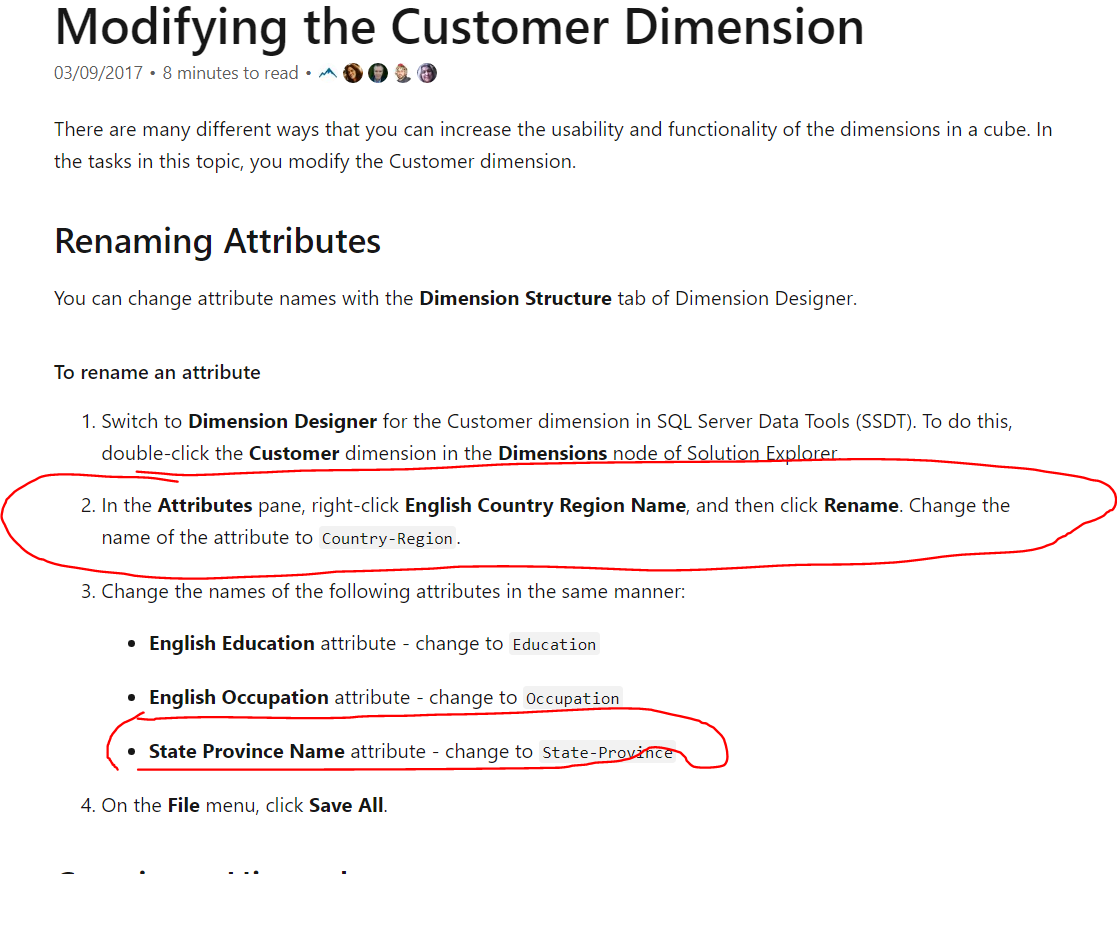 Modifying the Customer Dimension
03/09/2017 • 8 minutes to read •
There are many different ways that you can increase the usability and functionality of the dimensions in a cube. In
the tasks in this topic, you modify the Customer dimension.
Renaming Attributes
You can change attribute names with the Dimension Structure tab of Dimension Designer.
To rename an attribute
1. Switch to Dimension Designer for the Customer dimension in SQL Server Data Tools (SSDT). To do this,
double-click the Customer dimension in the Dimensions node of Solution Explorer
2. In the Attributes pane, right-click English Country Region Name, and then click Rename. Change the
name of the attribute to Country-Region.
3. Change the names of the following attributes in the same manner:
• English Education attribute - change to Education
• English Occupation attribute - change to Occupation
• State Province Name attribute - change to State-Province
4. On the File menu, click Save All.